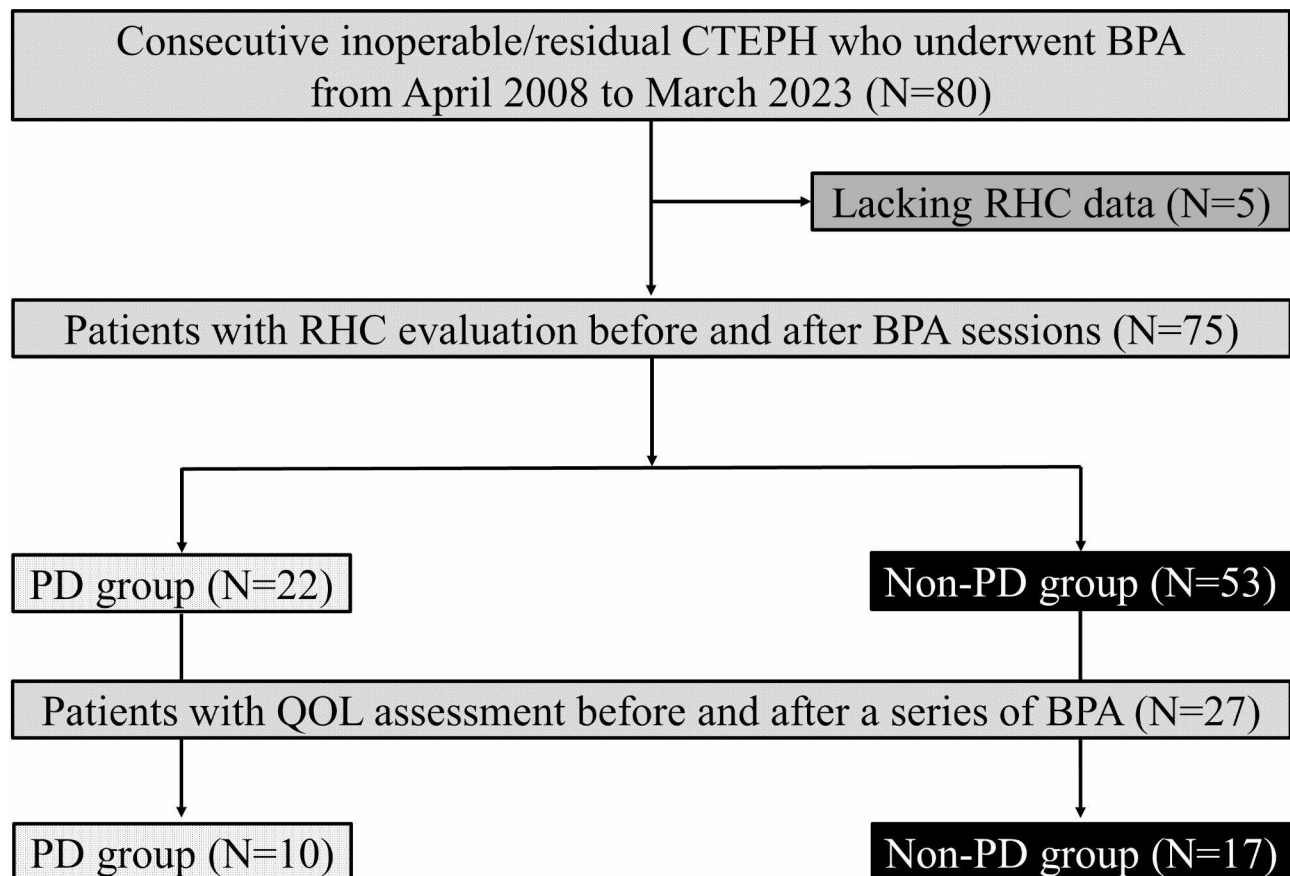 Consecutive inoperable/residual CTEPH who underwent BPA
from April 2008 to March 2023 (N=80)
Lacking RHC data (N=5)
Patients with RHC evaluation before and after BPA sessions (N=75)
PD group (N=22)
Non-PD group (N=53)
Patients with QOL assessment before and after a series of BPA (N=27)
PD group (N=10)
Non-PD group (N=17)